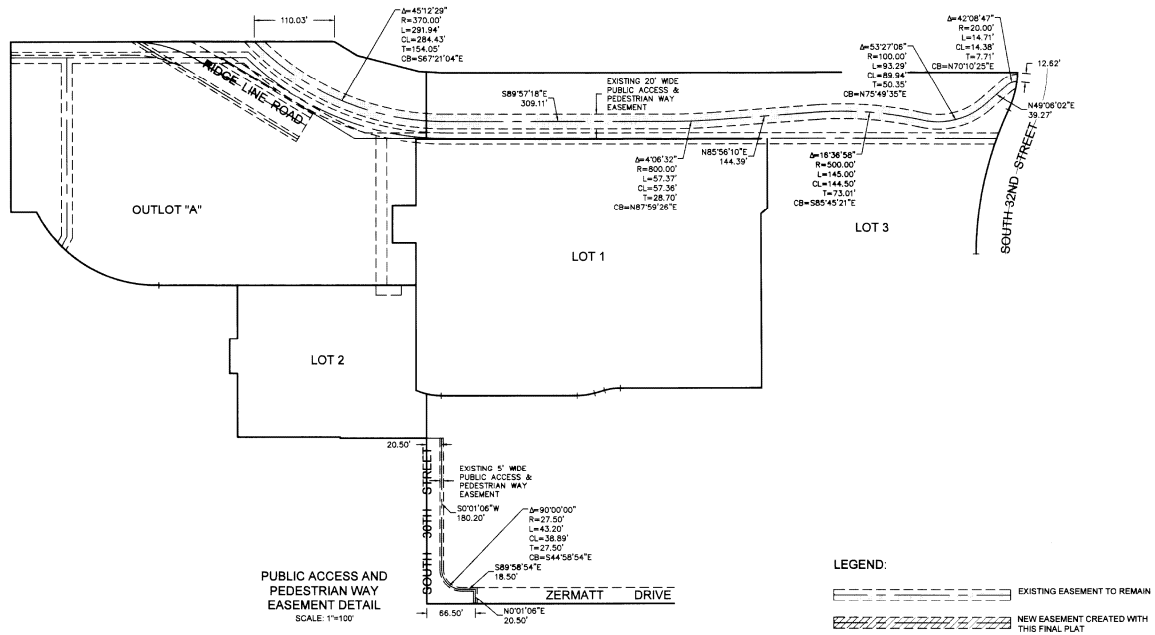 110.03'
Δ=45°12'29"
R=370.00'
L=291.94'
CL=284.43'
T=154.05'
CB=S67°21'04"E
Δ=42°08'47"
R=20.00'
L=14.71'
CL=14.38'
T=7.71'
CB=N70°10'25"E
Δ=53°27'06"
R=100.00'
L=93.29'
CL=89.94'
T=50.35'
CB=N75°49'35"E
12.62'
N49°06'02"E
39.27'
EXISTING 20' WIDE
PUBLIC ACCESS &
PEDESTRIAN WAY
EASEMENT
S89°57'18"E
309.11'
RIDGE LINE ROAD
Δ=4°06'32"
R=800.00'
L=57.37'
CL=57.36'
T=28.70'
CB=N87°59'26"E
N85°56'10"E
144.39'
Δ=16°36'58"
R=500.00'
L=145.00'
CL=144.50'
T=73.01'
CB=S85°45'21"E
SOUTH 32ND STREET
OUTLOT "A"
LOT 1
LOT 3
LOT 2
20.50'
SOUTH 30TH STREET
EXISTING 5' WIDE
PUBLIC ACCESS &
PEDESTRIAN WAY
EASEMENT
S0°01'06"W
180.20'
Δ=90°00'00"
R=27.50'
L=43.20'
CL=38.89'
T=27.50'
CB=S44°58'54"E
S89°58'54"E
18.50'
ZERMATT DRIVE
66.50'
N0°01'06"E
20.50'
PUBLIC ACCESS AND
PEDESTRIAN WAY
EASEMENT DETAIL
SCALE: 1"=100'
LEGEND:
EXISTING EASEMENT TO REMAIN
NEW EASEMENT CREATED WITH
THIS FINAL PLAT